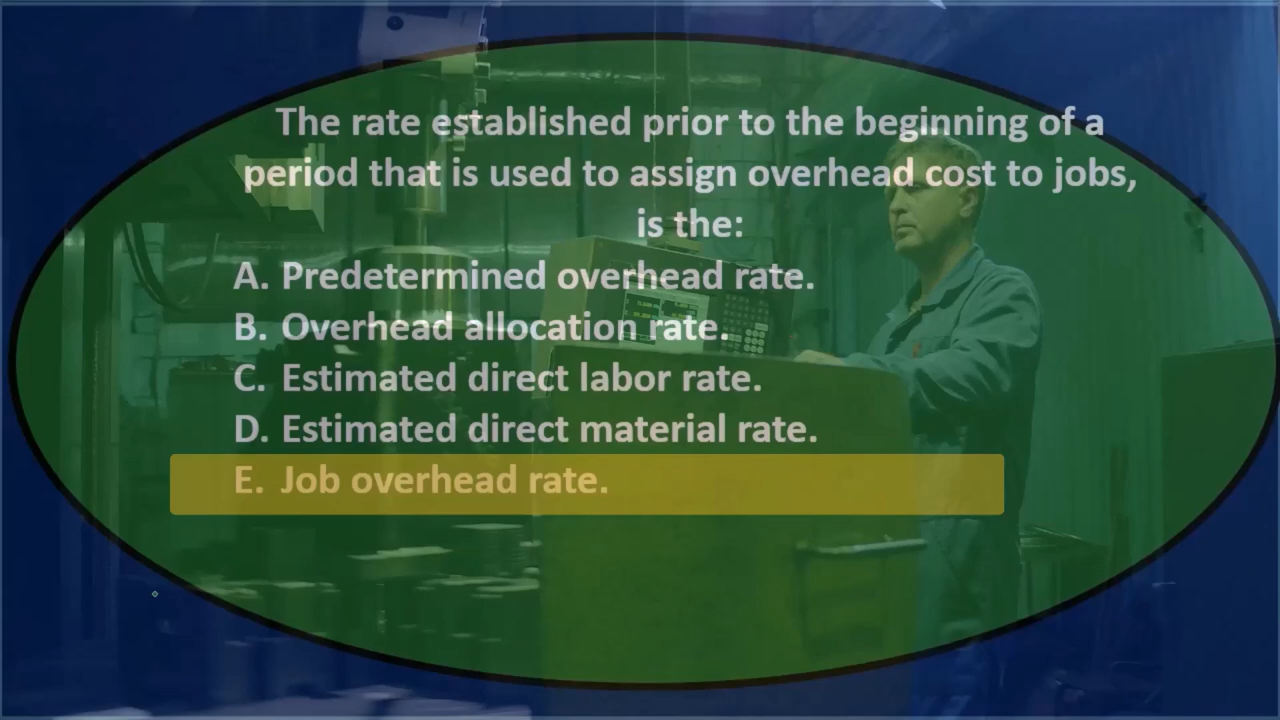 The rate established prior to the beginning of a
period that is used to assign overhead cost to jobs,
is the:
A. Predetermined overhead rate.
B. Overhead allocation rate.
C. Estimated direct labor rate.
D. Estimated direct material rate.
E. Job overhead rate.